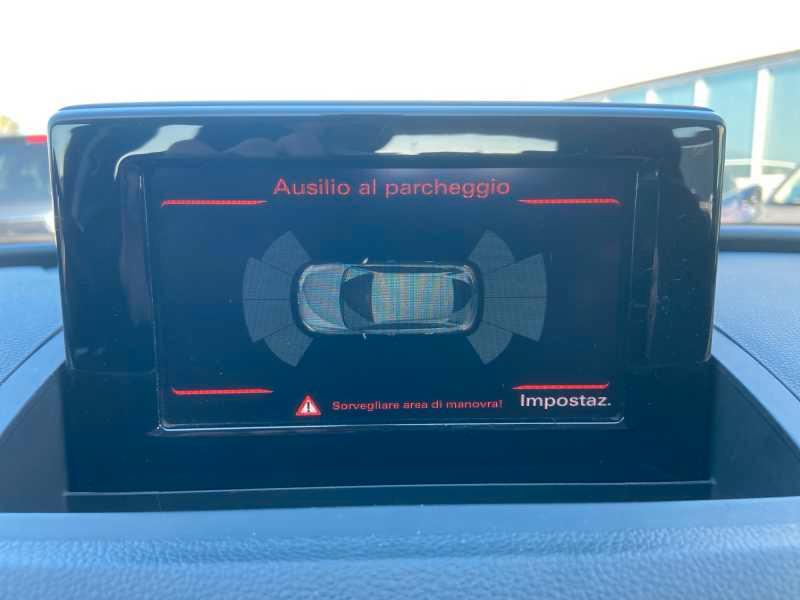 Ausilio al parcheggio
Sorvegliare area di manovra!
Impostaz.